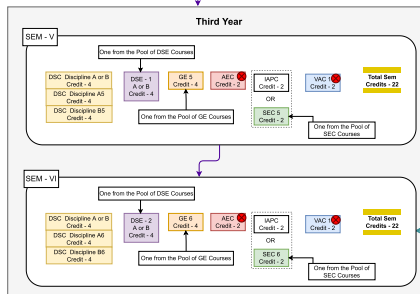 Third Year
SEM - V
One from the Pool of DSE Courses
DSC Discipline A or B
Credit - 4
DSC Discipline A5
Credit - 4
DSC Discipline B5
Credit - 4
DSE - 1
A or B
Credit - 4
GE 5
Credit - 4
AEC
Credit - 2
IAPC
Credit - 2
OR
SEC 5
Credit - 2
VAC 1
Credit - 2
Total Sem
Credits - 22
One from the Pool of GE Courses
One from the Pool of
SEC Courses
SEM - VI
One from the Pool of DSE Courses
DSC Discipline A or B
Credit - 4
DSC Discipline A6
Credit - 4
DSC Discipline B6
Credit - 4
DSE - 2
A or B
Credit - 4
GE 6
Credit - 4
AEC
Credit - 2
IAPC
Credit - 2
OR
SEC 6
Credit - 2
VAC 1
Credit - 2
Total Sem
Credits - 22
One from the Pool of GE Courses
One from the Pool of
SEC Courses